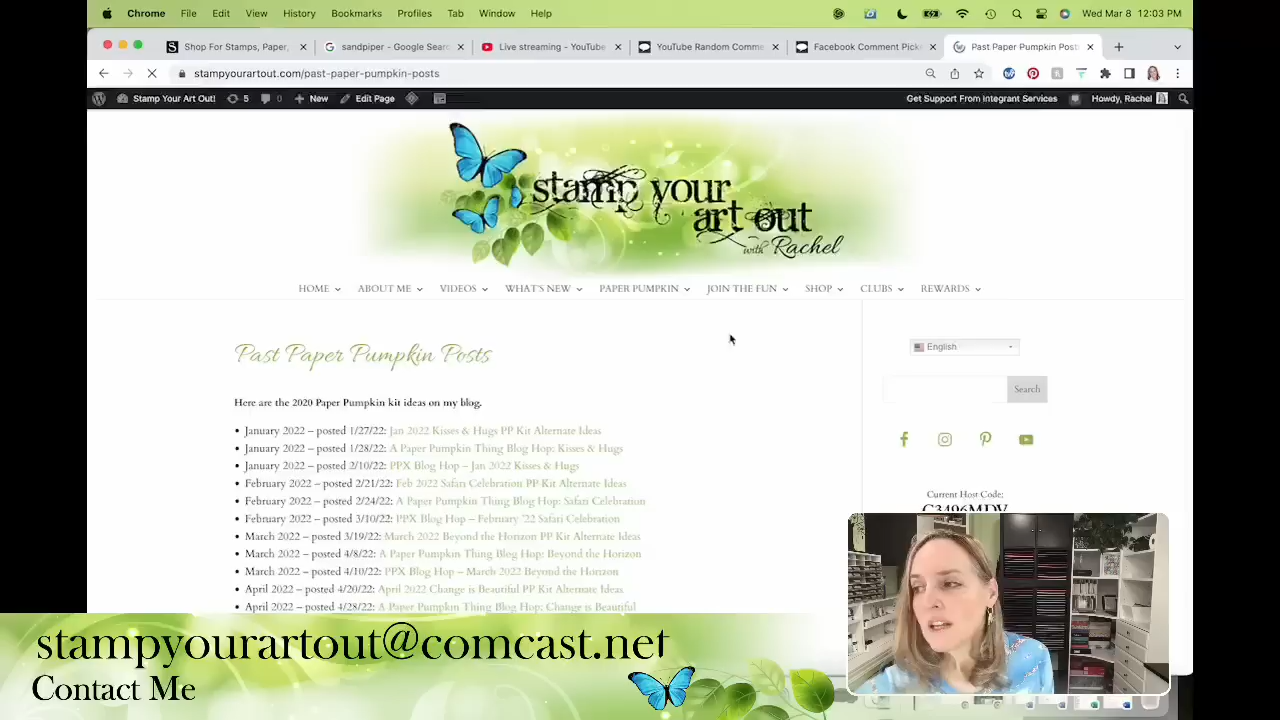 Chrome File Edit View History Bookmarks Profiles Tab Window Help Wed Mar 8 12:03 PM
Shop For Stamps, Paper, sandpiper - Google Sear Live streaming - YouTube YouTube Random Comme Facebook Comment Picke Past Paper Pumpkin Posts
stampyourartout.com/past-paper-pumpkin-posts
Stamp Your Art Out! 5 0 New Edit Page Get Support From Integrant Services Howdy, Rachel
stamp your
art out
with Rachel
HOME ABOUT ME VIDEOS WHAT'S NEW PAPER PUMPKIN JOIN THE FUN SHOP CLUBS REWARDS
Past Paper Pumpkin Posts
Here are the 2020 Paper Pumpkin kit ideas on my blog.
• January 2022 – posted 1/27/22: Jan 2022 Kisses & Hugs PP Kit Alternate Ideas
• January 2022 – posted 1/28/22: A Paper Pumpkin Thing Blog Hop: Kisses & Hugs
• January 2022 – posted 2/10/22: PPX Blog Hop – Jan 2022 Kisses & Hugs
• February 2022 – posted 2/21/22: Feb 2022 Safari Celebration PP Kit Alternate Ideas
• February 2022 – posted 2/24/22: A Paper Pumpkin Thing Blog Hop: Safari Celebration
• February 2022 – posted 3/10/22: PPX Blog Hop – February '22 Safari Celebration
• March 2022 – posted 3/19/22: March 2022 Beyond the Horizon PP Kit Alternate Ideas
• March 2022 – posted 4/8/22: A Paper Pumpkin Thing Blog Hop: Beyond the Horizon
• March 2022 – posted 4/10/22: PPX Blog Hop – March 2022 Beyond the Horizon
• April 2022 – posted 4/20/22: April 2022 Change is Beautiful PP Kit Alternate Ideas.
• April 2022 – posted 4/28/22: A Paper Pumpkin Thing Blog Hop: Change is Beautiful
English
Search
Current Host Code:
C3496MDV
stampyourartout@comcast.net
Contact Me